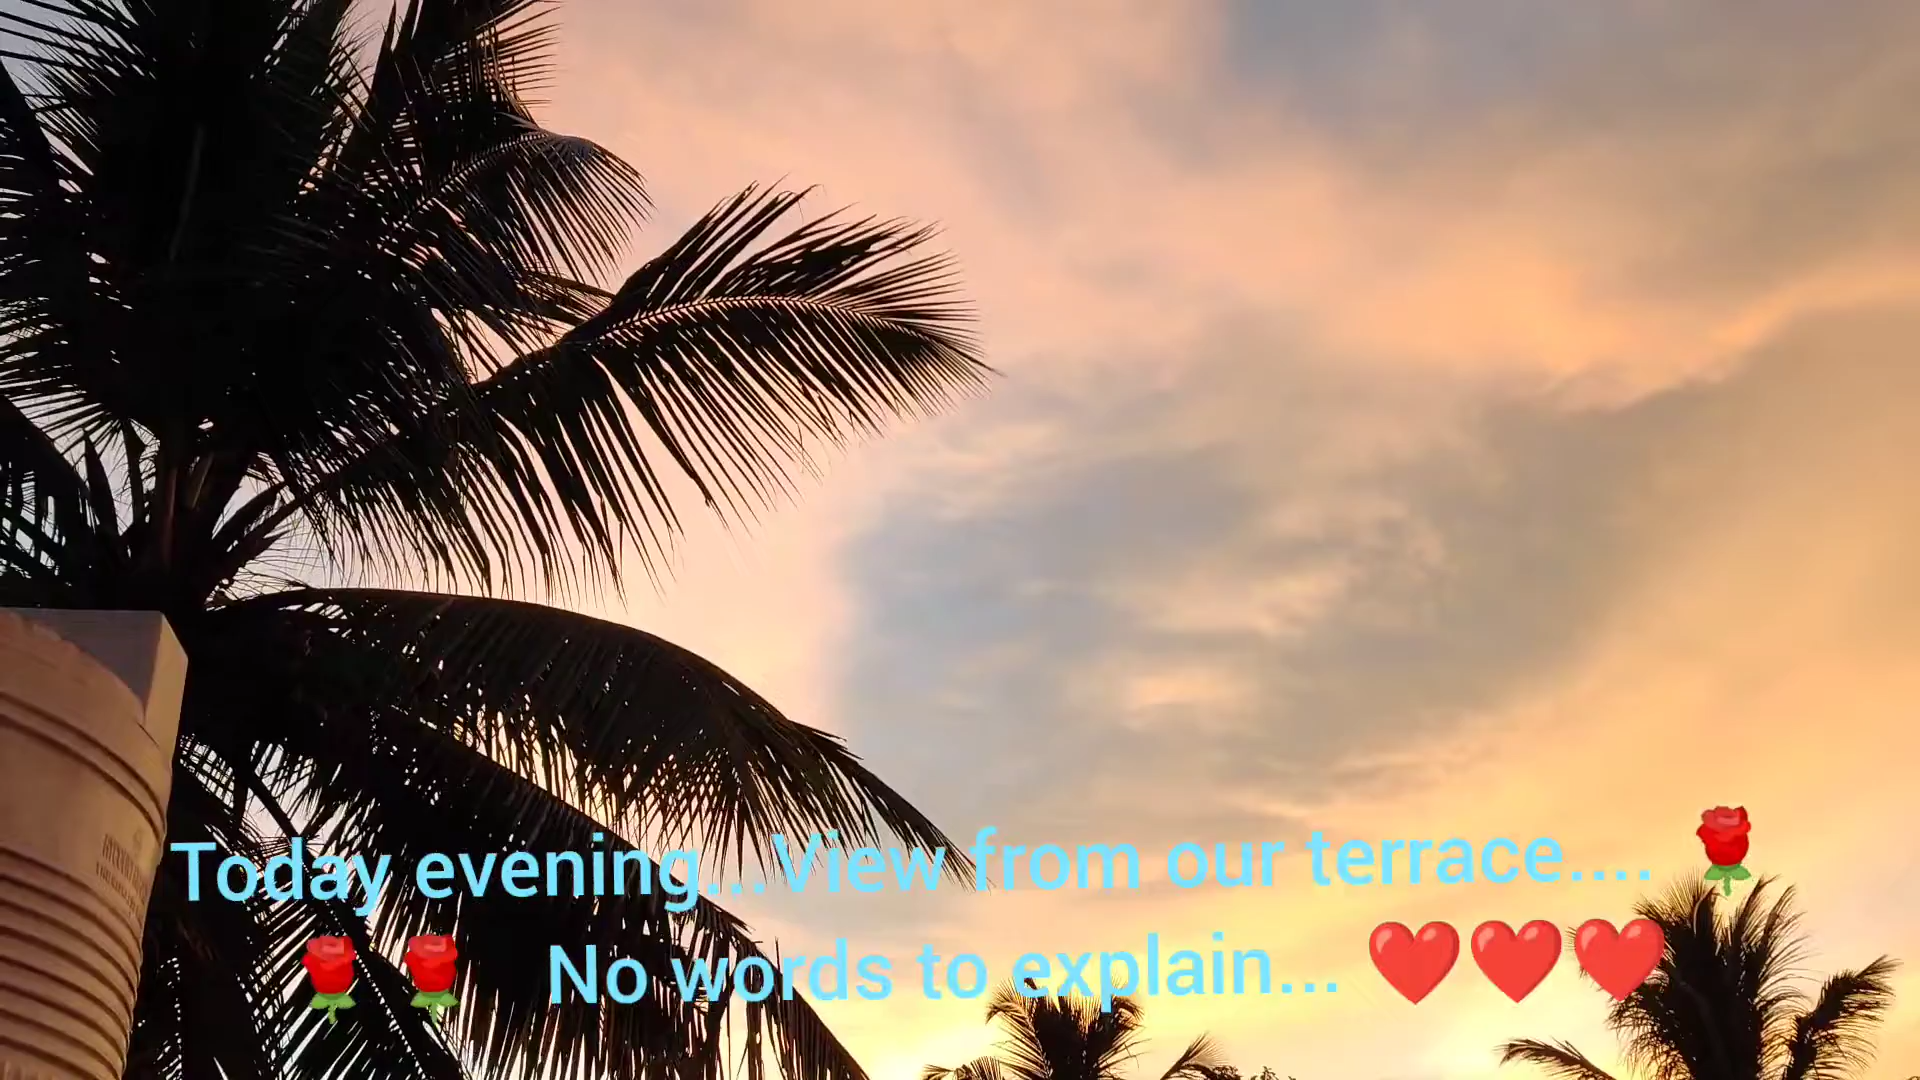 Today evening...View from our terrace.... 🌹
🌹 🌹 No words to explain... ❤️❤️❤️